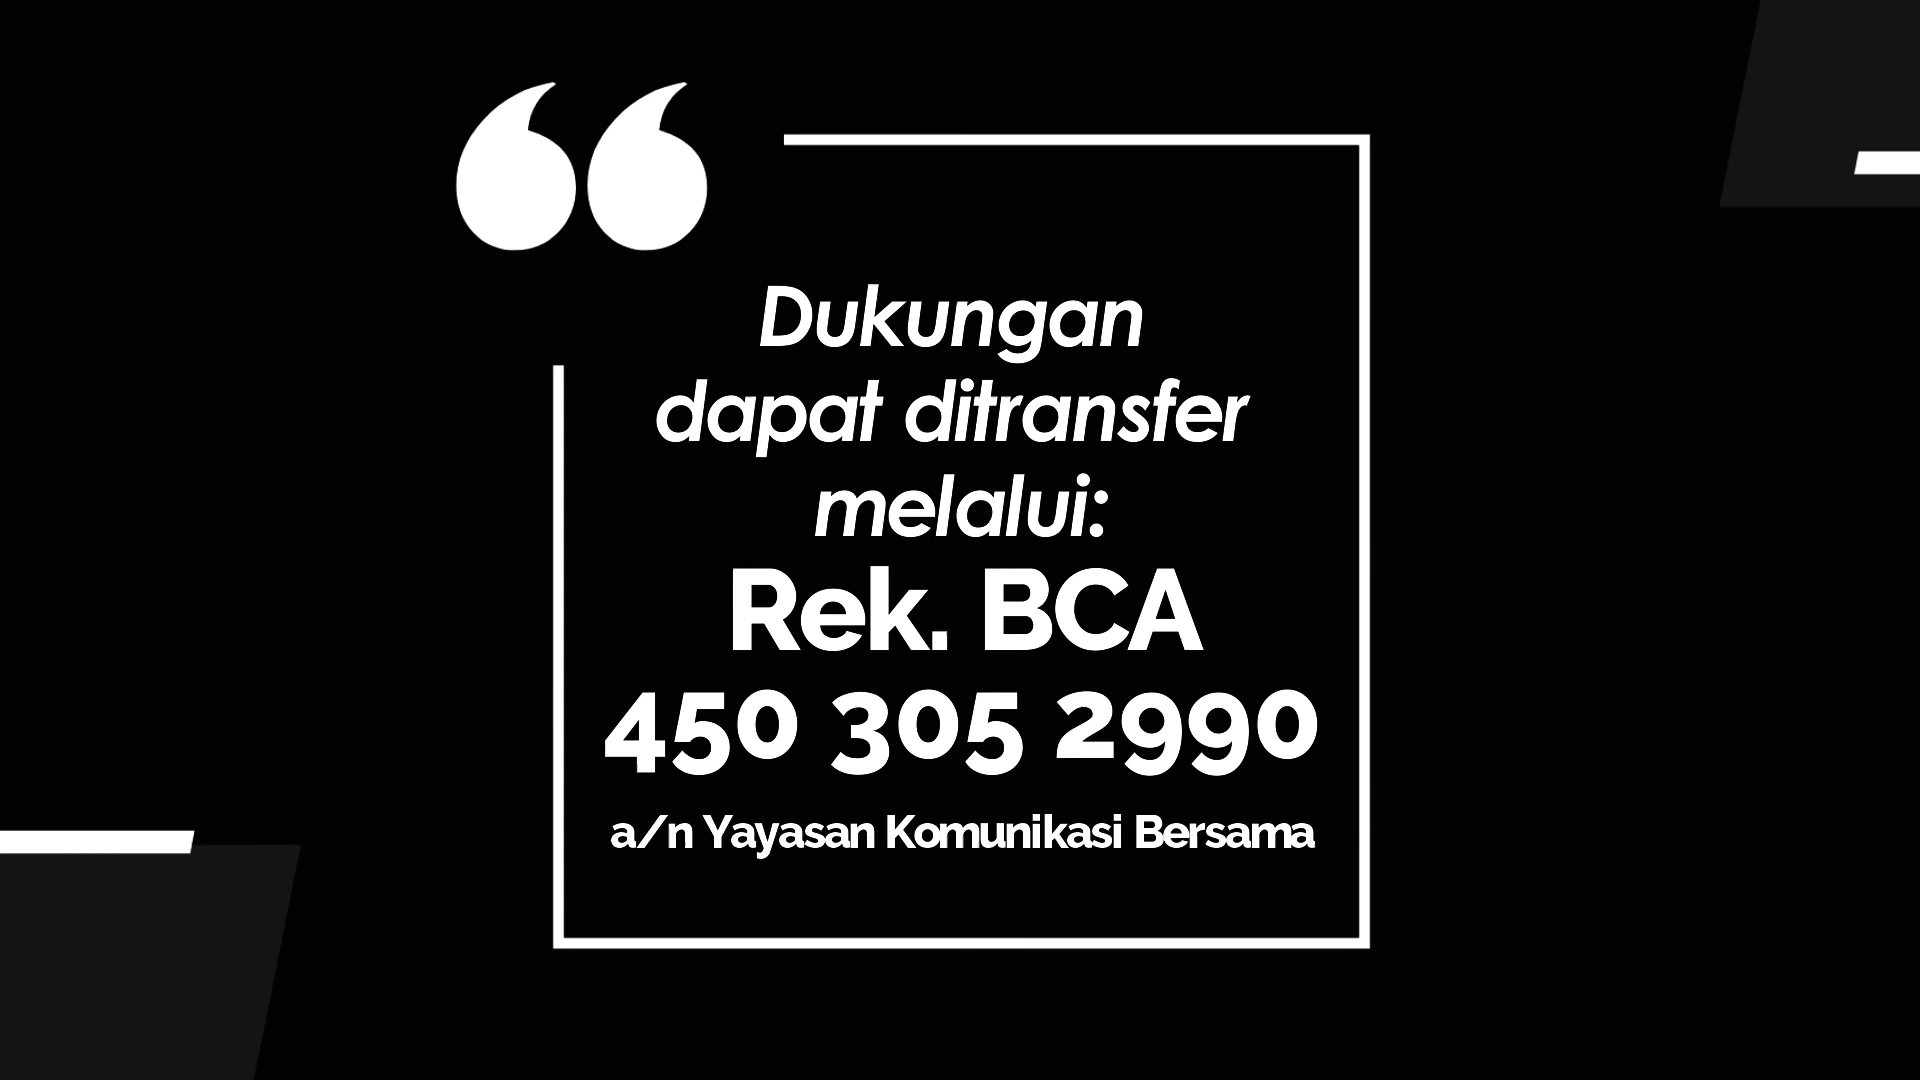 Dukungan
dapat ditransfer
melalui:
Rek. BCA
450 305 2990
a/n Yayasan Komunikasi Bersama